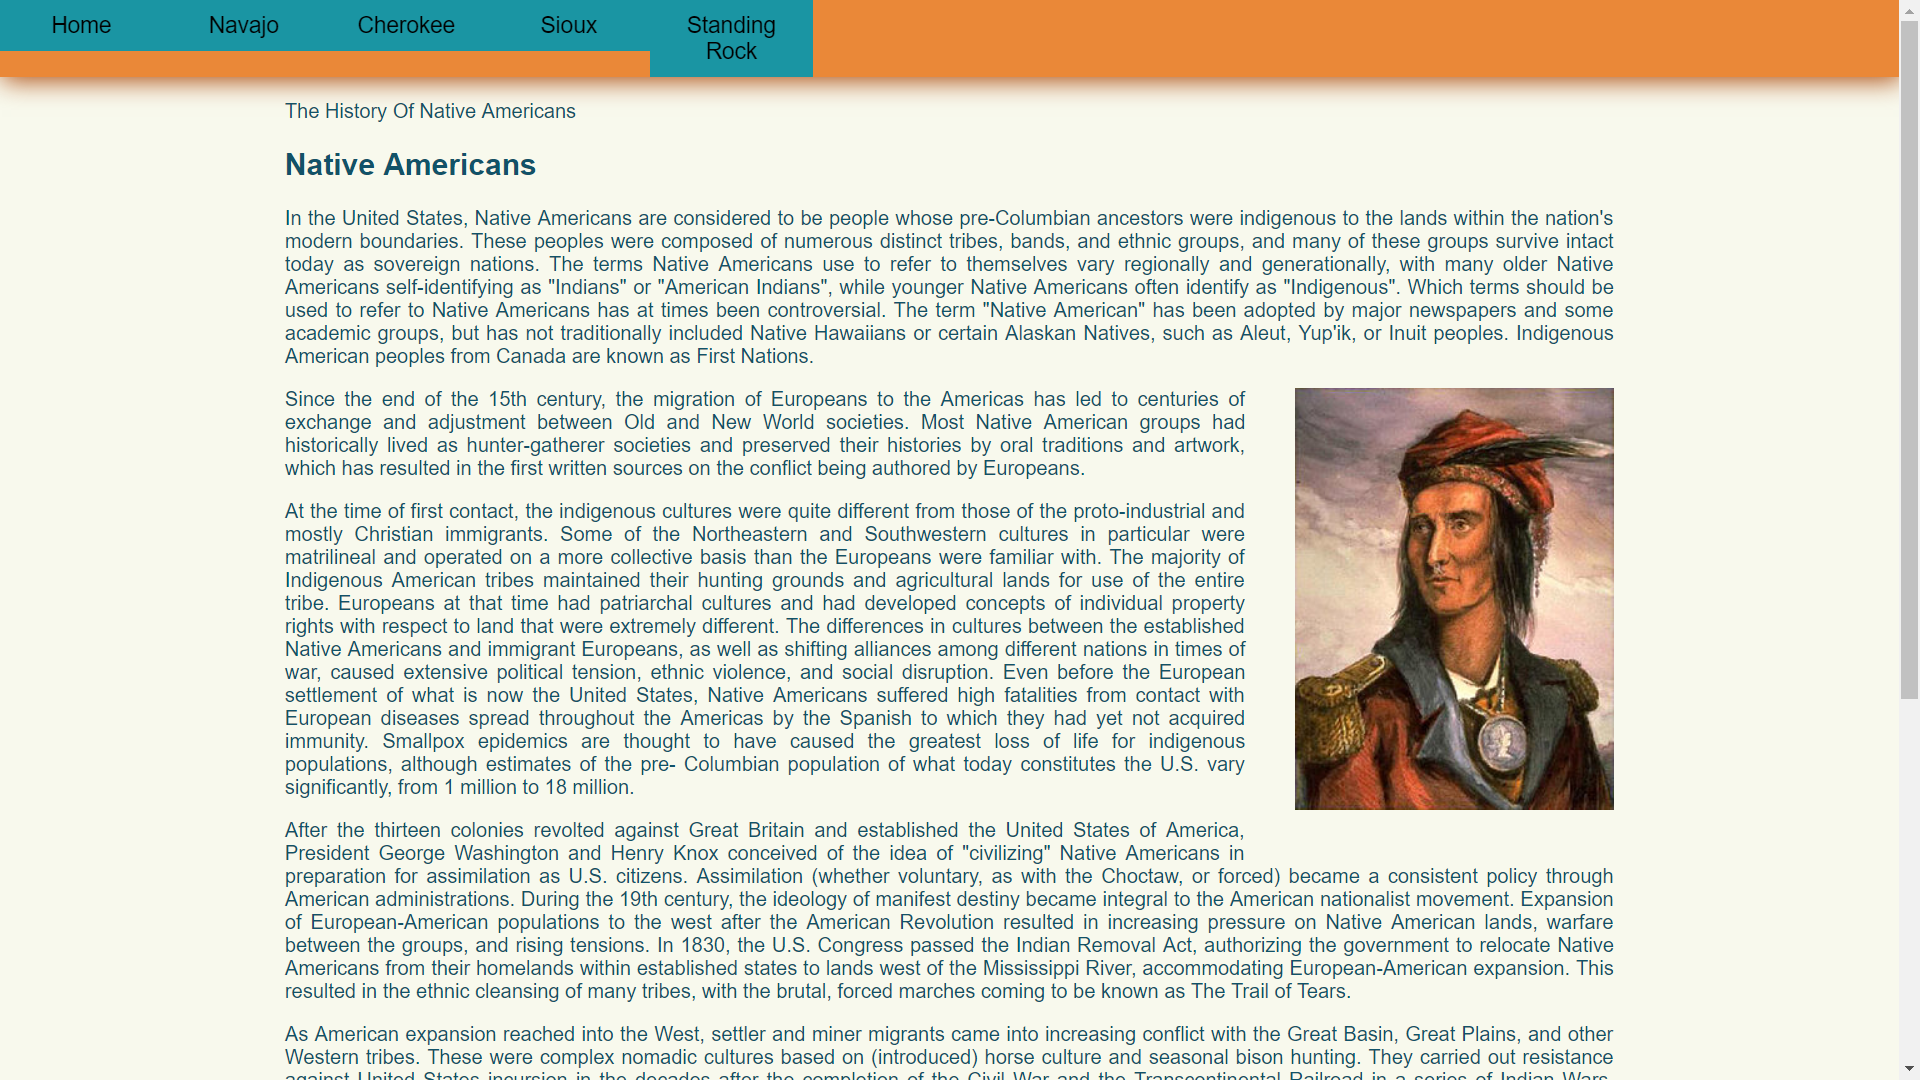 Home
Navajo
Cherokee
Sioux
Standing
Rock
The History Of Native Americans
Native Americans
In the United States, Native Americans are considered to be people whose pre-Columbian ancestors were indigenous to the lands within the nation's
modern boundaries. These peoples were composed of numerous distinct tribes, bands, and ethnic groups, and many of these groups survive intact
today as sovereign nations. The terms Native Americans use to refer to themselves vary regionally and generationally, with many older Native
Americans self-identifying as "Indians" or "American Indians", while younger Native Americans often identify as "Indigenous". Which terms should be
used to refer to Native Americans has at times been controversial. The term "Native American" has been adopted by major newspapers and some
academic groups, but has not traditionally included Native Hawaiians or certain Alaskan Natives, such as Aleut, Yup'ik, or Inuit peoples. Indigenous
American peoples from Canada are known as First Nations.
Since the end of the 15th century, the migration of Europeans to the Americas has led to centuries of
exchange and adjustment between Old and New World societies. Most Native American groups had
historically lived as hunter-gatherer societies and preserved their histories by oral traditions and artwork,
which has resulted in the first written sources on the conflict being authored by Europeans.
At the time of first contact, the indigenous cultures were quite different from those of the proto-industrial and
mostly Christian immigrants. Some of the Northeastern and Southwestern cultures in particular were
matrilineal and operated on a more collective basis than the Europeans were familiar with. The majority of
Indigenous American tribes maintained their hunting grounds and agricultural lands for use of the entire
tribe. Europeans at that time had patriarchal cultures and had developed concepts of individual property
rights with respect to land that were extremely different. The differences in cultures between the established
Native Americans and immigrant Europeans, as well as shifting alliances among different nations in times of
war, caused extensive political tension, ethnic violence, and social disruption. Even before the European
settlement of what is now the United States, Native Americans suffered high fatalities from contact with
European diseases spread throughout the Americas by the Spanish to which they had yet not acquired
immunity. Smallpox epidemics are thought to have caused the greatest loss of life for indigenous
populations, although estimates of the pre- Columbian population of what today constitutes the U.S. vary
significantly, from 1 million to 18 million.
After the thirteen colonies revolted against Great Britain and established the United States of America,
President George Washington and Henry Knox conceived of the idea of "civilizing" Native Americans in
preparation for assimilation as U.S. citizens. Assimilation (whether voluntary, as with the Choctaw, or forced) became a consistent policy through
American administrations. During the 19th century, the ideology of manifest destiny became integral to the American nationalist movement. Expansion
of European-American populations to the west after the American Revolution resulted in increasing pressure on Native American lands, warfare
between the groups, and rising tensions. In 1830, the U.S. Congress passed the Indian Removal Act, authorizing the government to relocate Native
Americans from their homelands within established states to lands west of the Mississippi River, accommodating European-American expansion. This
resulted in the ethnic cleansing of many tribes, with the brutal, forced marches coming to be known as The Trail of Tears.
As American expansion reached into the West, settler and miner migrants came into increasing conflict with the Great Basin, Great Plains, and other
Western tribes. These were complex nomadic cultures based on (introduced) horse culture and seasonal bison hunting. They carried out resistance
against United States incursion in the decades after the completion of the Civil War and the Transcontinental Railroad in a series of Indian Wars,